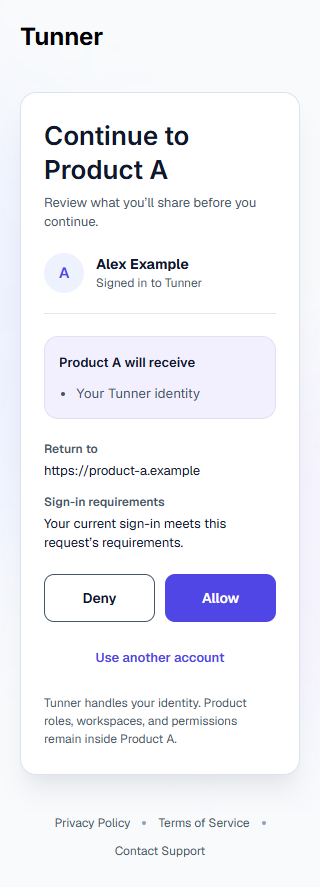 Tunner
Continue to
Product A
Review what you'll share before you
continue.
A
Alex Example
Signed in to Tunner
Product A will receive
• Your Tunner identity
Return to
https://product-a.example
Sign-in requirements
Your current sign-in meets this
request's requirements.
Deny
Allow
Use another account
Tunner handles your identity. Product
roles, workspaces, and permissions
remain inside Product A.
Privacy Policy • Terms of Service •
Contact Support